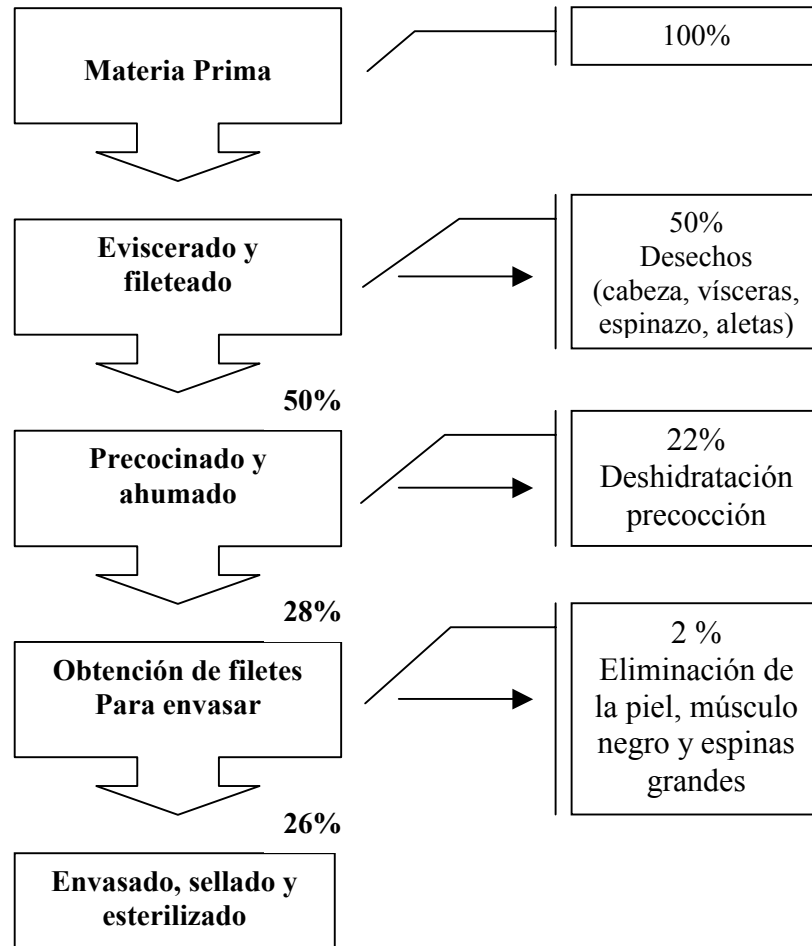 Materia Prima
100%
Eviscerado y
fileteado
50%
Desechos
(cabeza, vísceras,
espinazo, aletas)
50%
Precocinado y
ahumado
22%
Deshidratación
precocción
28%
Obtención de filetes
Para envasar
2 %
Eliminación de
la piel, músculo
negro y espinas
grandes
26%
Envasado, sellado y
esterilizado